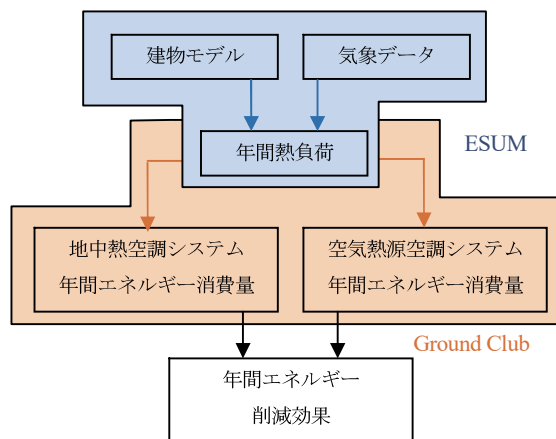 建物モデル
気象データ
年間熱負荷
ESUM
地中熱空調システム
年間エネルギー消費量
空気熱源空調システム
年間エネルギー消費量
Ground Club
年間エネルギー
削減効果